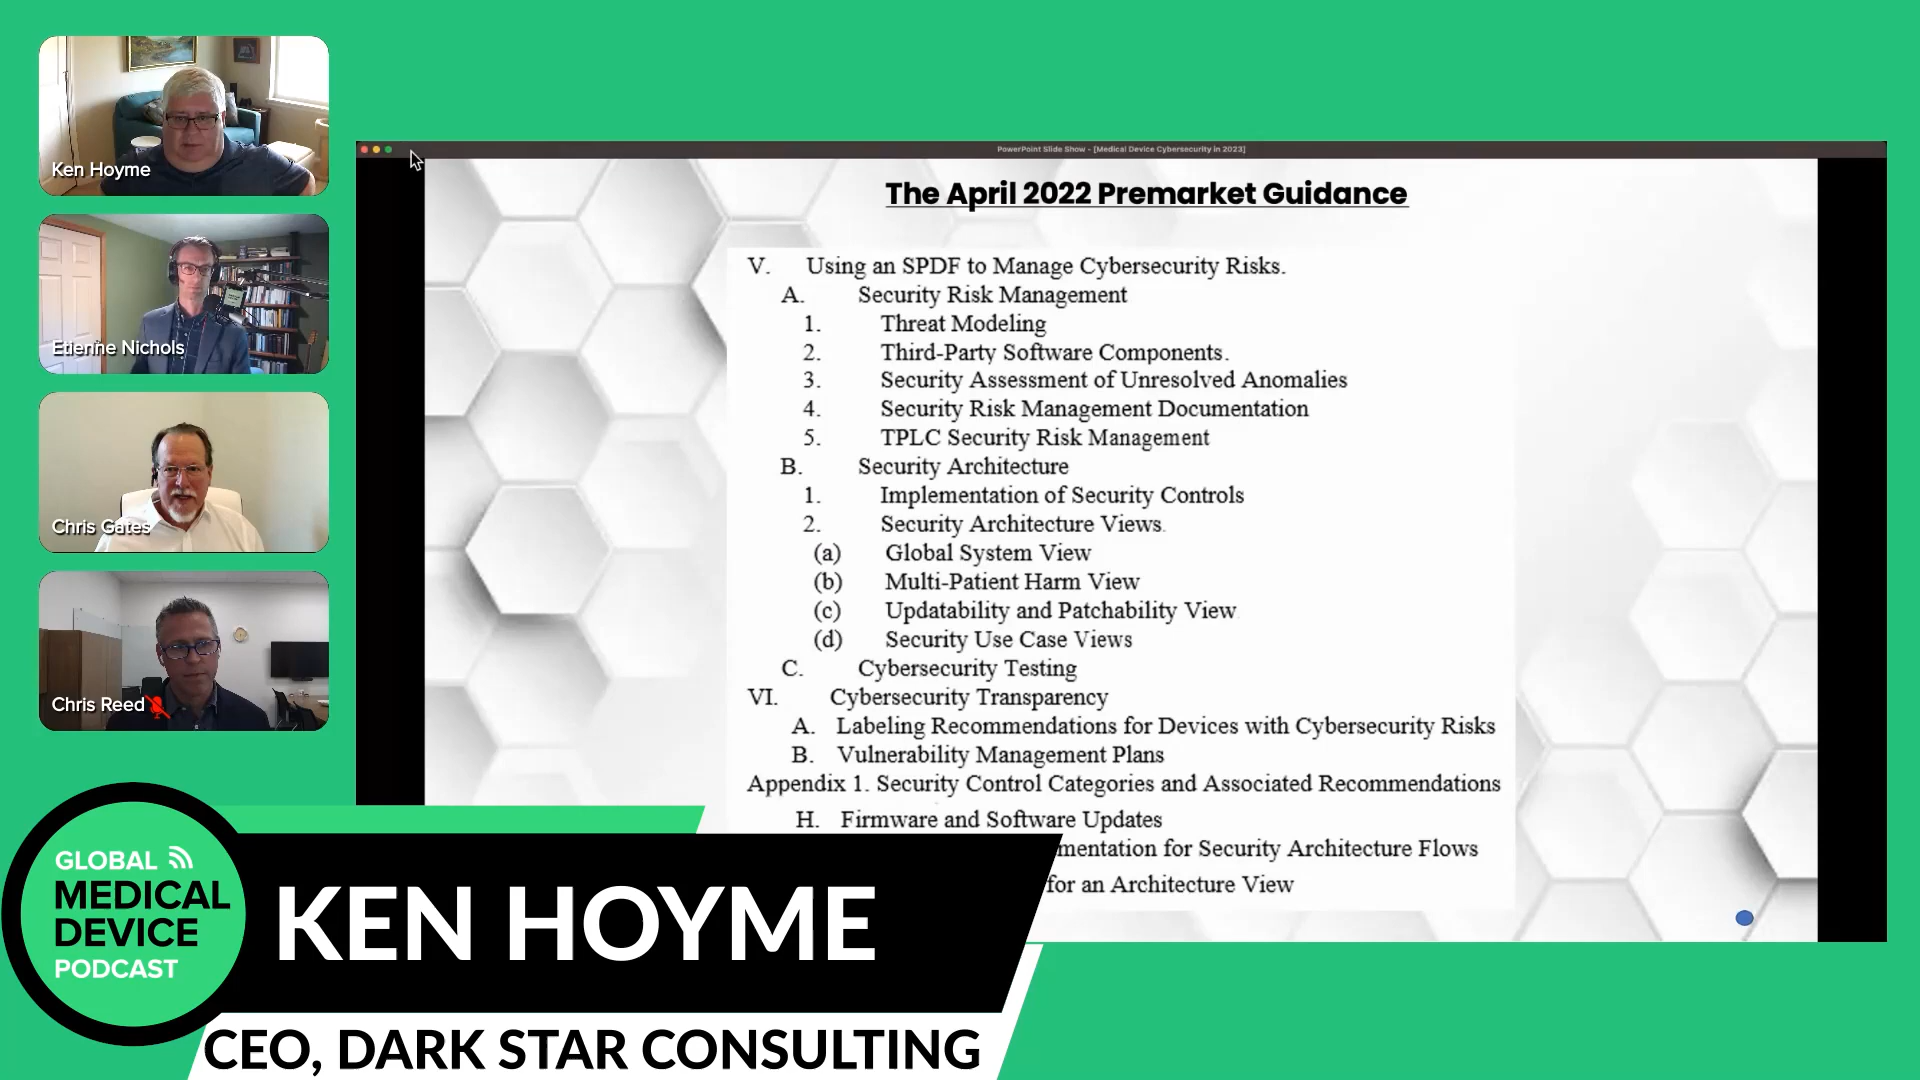 Ken Hoyme
Etienne Nichols
Chris Gates
Chris Reed
PowerPoint Slide Show - [Medical Device Cybersecurity in 2023]
The April 2022 Premarket Guidance
V. Using an SPDF to Manage Cybersecurity Risks.
A. Security Risk Management
1. Threat Modeling
2. Third-Party Software Components.
3. Security Assessment of Unresolved Anomalies
4. Security Risk Management Documentation
5. TPLC Security Risk Management
B. Security Architecture
1. Implementation of Security Controls
2. Security Architecture Views.
(a) Global System View
(b) Multi-Patient Harm View
(c) Updatability and Patchability View
(d) Security Use Case Views
C. Cybersecurity Testing
VI. Cybersecurity Transparency
A. Labeling Recommendations for Devices with Cybersecurity Risks
B. Vulnerability Management Plans
Appendix 1. Security Control Categories and Associated Recommendations
H. Firmware and Software Updates
mentation for Security Architecture Flows
for an Architecture View
GLOBAL
MEDICAL
DEVICE
PODCAST
KEN HOYME
CEO, DARK STAR CONSULTING